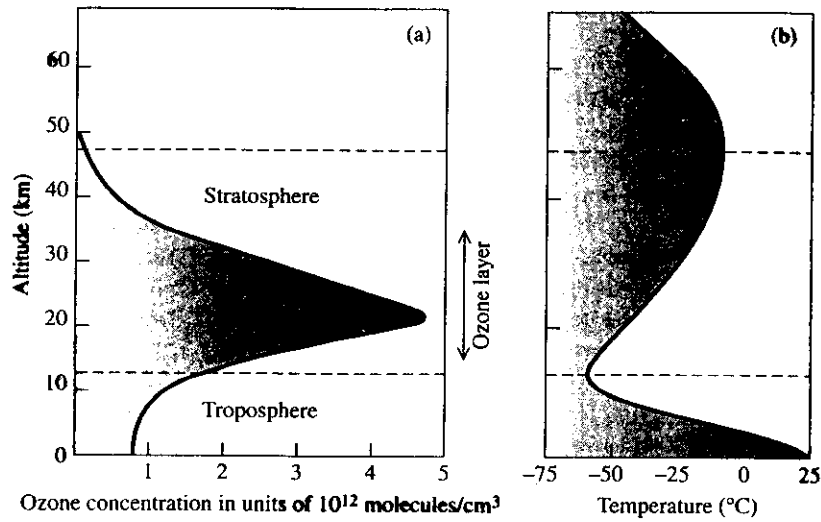 (a)
60
50
40
30
20
10
0
Altitude (km)
Stratosphere
Ozone layer
Troposphere
1 2 3 4 5
Ozone concentration in units of 10¹² molecules/cm³
(b)
−75 −50 −25 0 25
Temperature (°C)